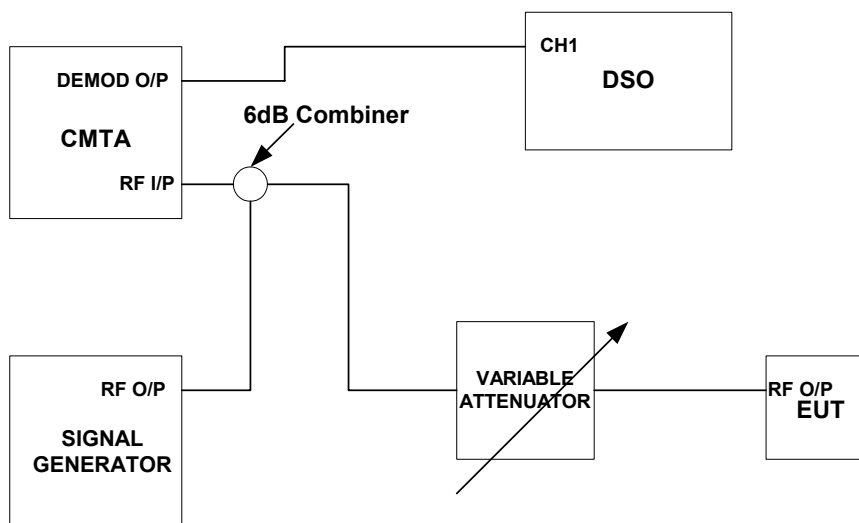 CH1
DSO
DEMOD O/P
CMTA
RF I/P
6dB Combiner
RF O/P
SIGNAL
GENERATOR
VARIABLE
ATTENUATOR
RF O/P
EUT